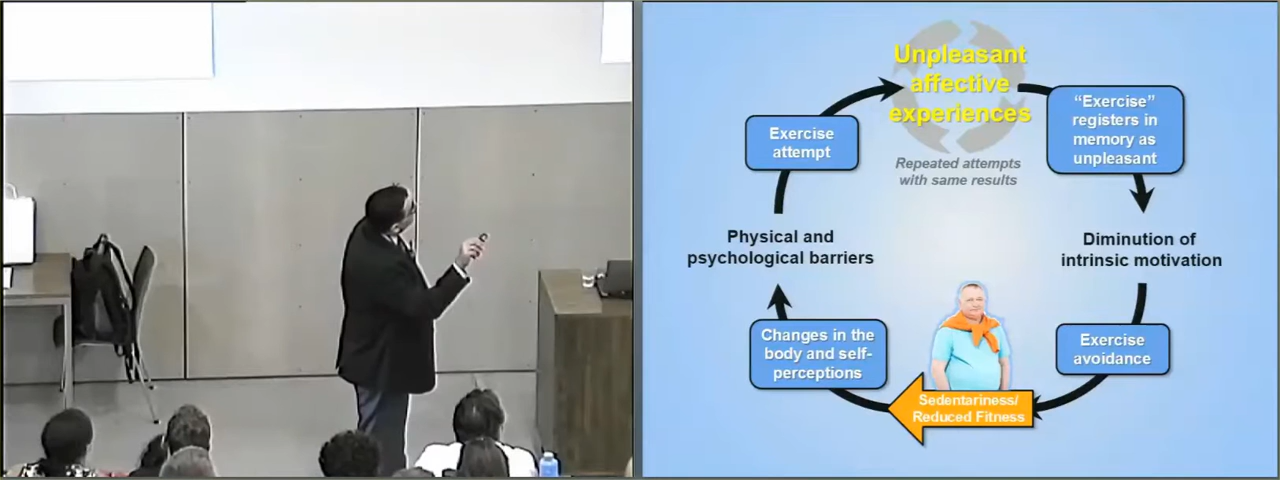 Unpleasant
affective
experiences
Repeated attempts
with same results
“Exercise”
registers in
memory as
unpleasant
Diminution of
intrinsic motivation
Exercise
avoidance
Sedentariness/
Reduced Fitness
Changes in the
body and self-
perceptions
Physical and
psychological barriers
Exercise
attempt